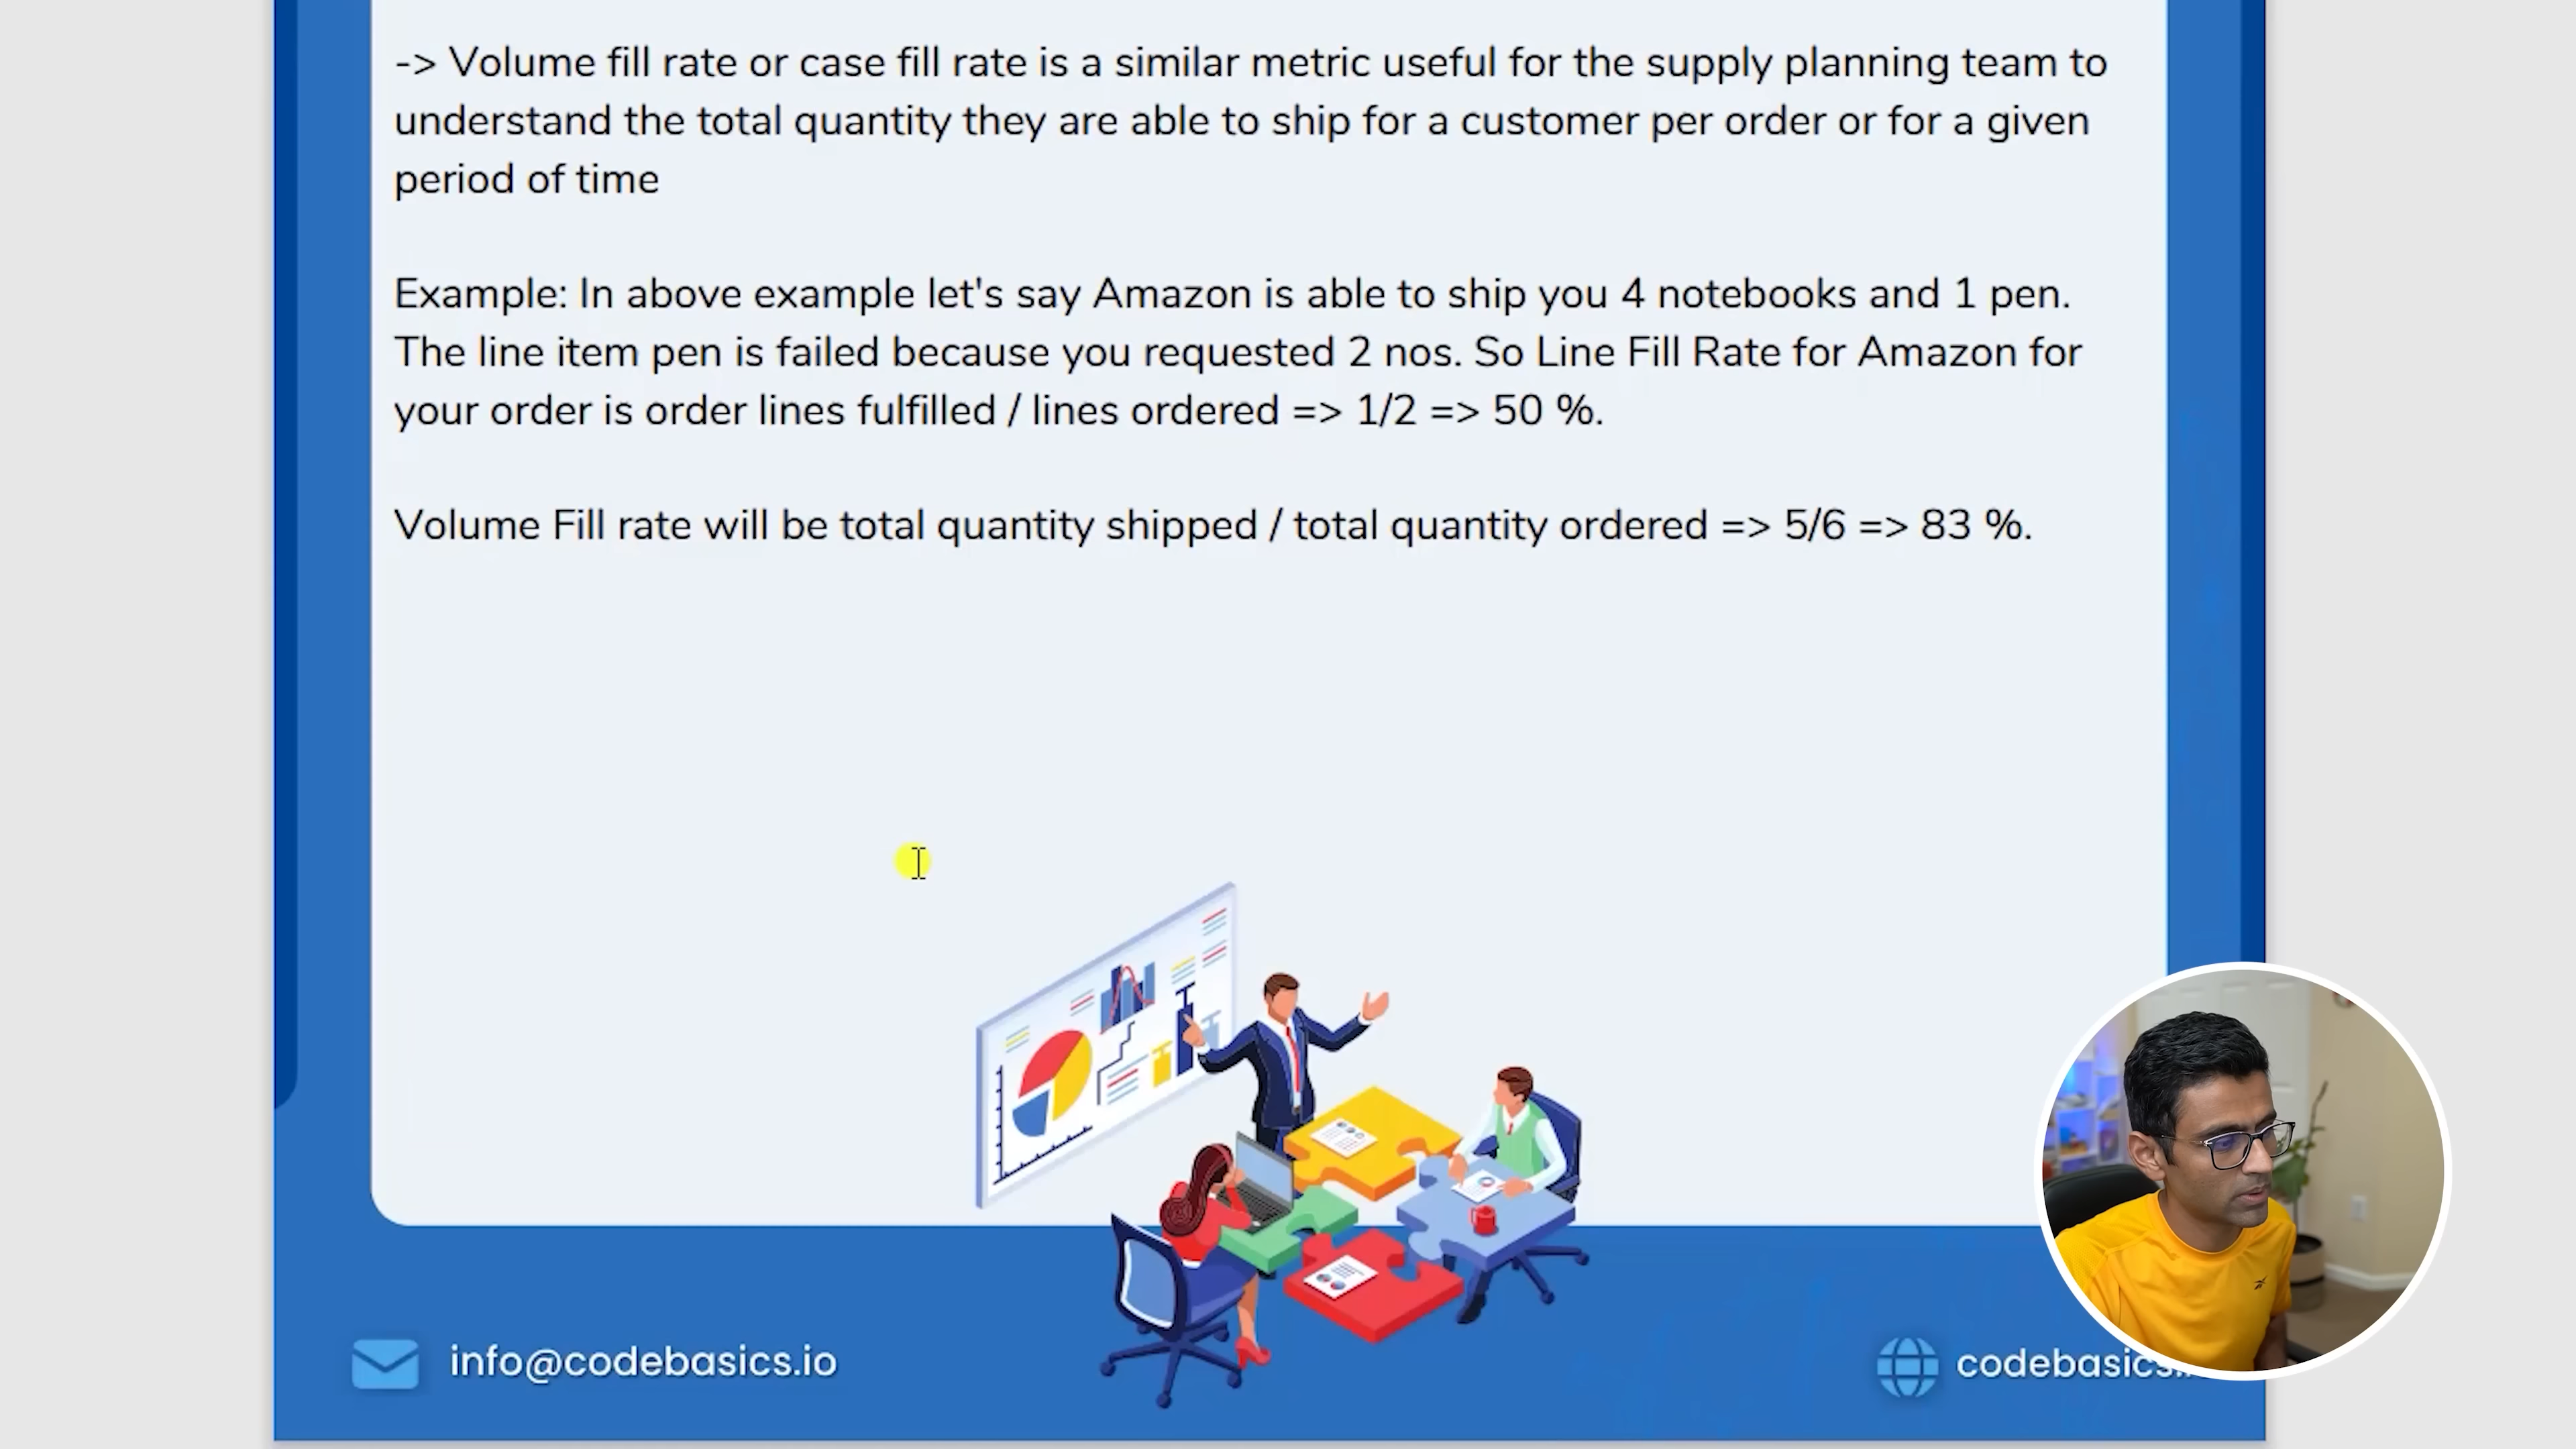 -> Volume fill rate or case fill rate is a similar metric useful for the supply planning team to
understand the total quantity they are able to ship for a customer per order or for a given
period of time
Example: In above example let's say Amazon is able to ship you 4 notebooks and 1 pen.
The line item pen is failed because you requested 2 nos. So Line Fill Rate for Amazon for
your order is order lines fulfilled / lines ordered => 1/2 => 50 %.
Volume Fill rate will be total quantity shipped / total quantity ordered => 5/6 => 83 %.
info@codebasics.io
codebasics.